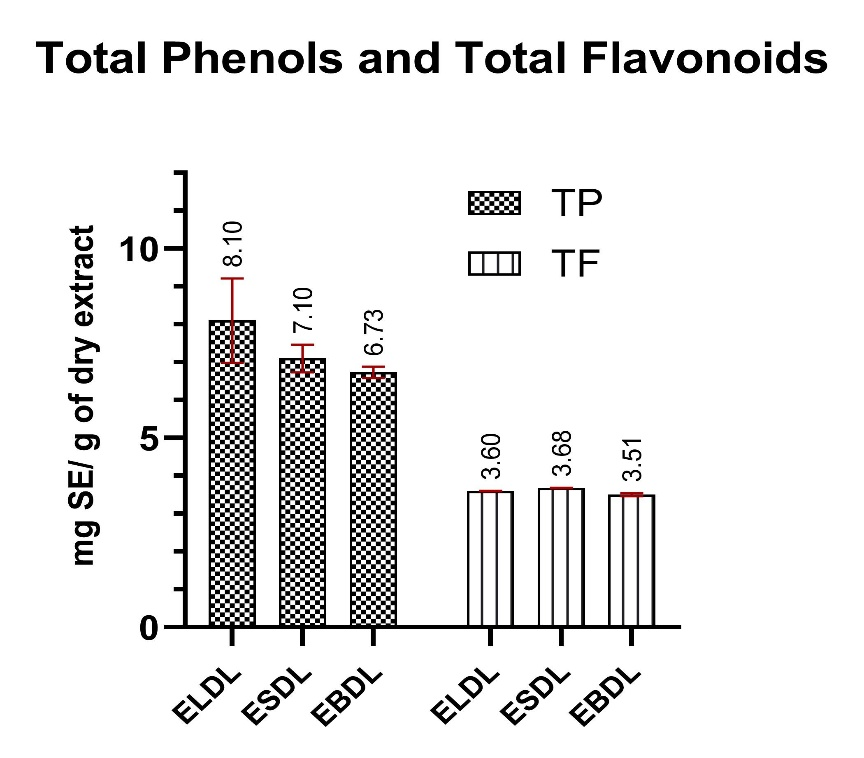 Total Phenols and Total Flavonoids
mg SE/ g of dry extract
10
5
0
8.10
7.10
6.73
3.60
3.68
3.51
TP
TF
ELDL
ESDL
EBDL
ELDL
ESDL
EBDL